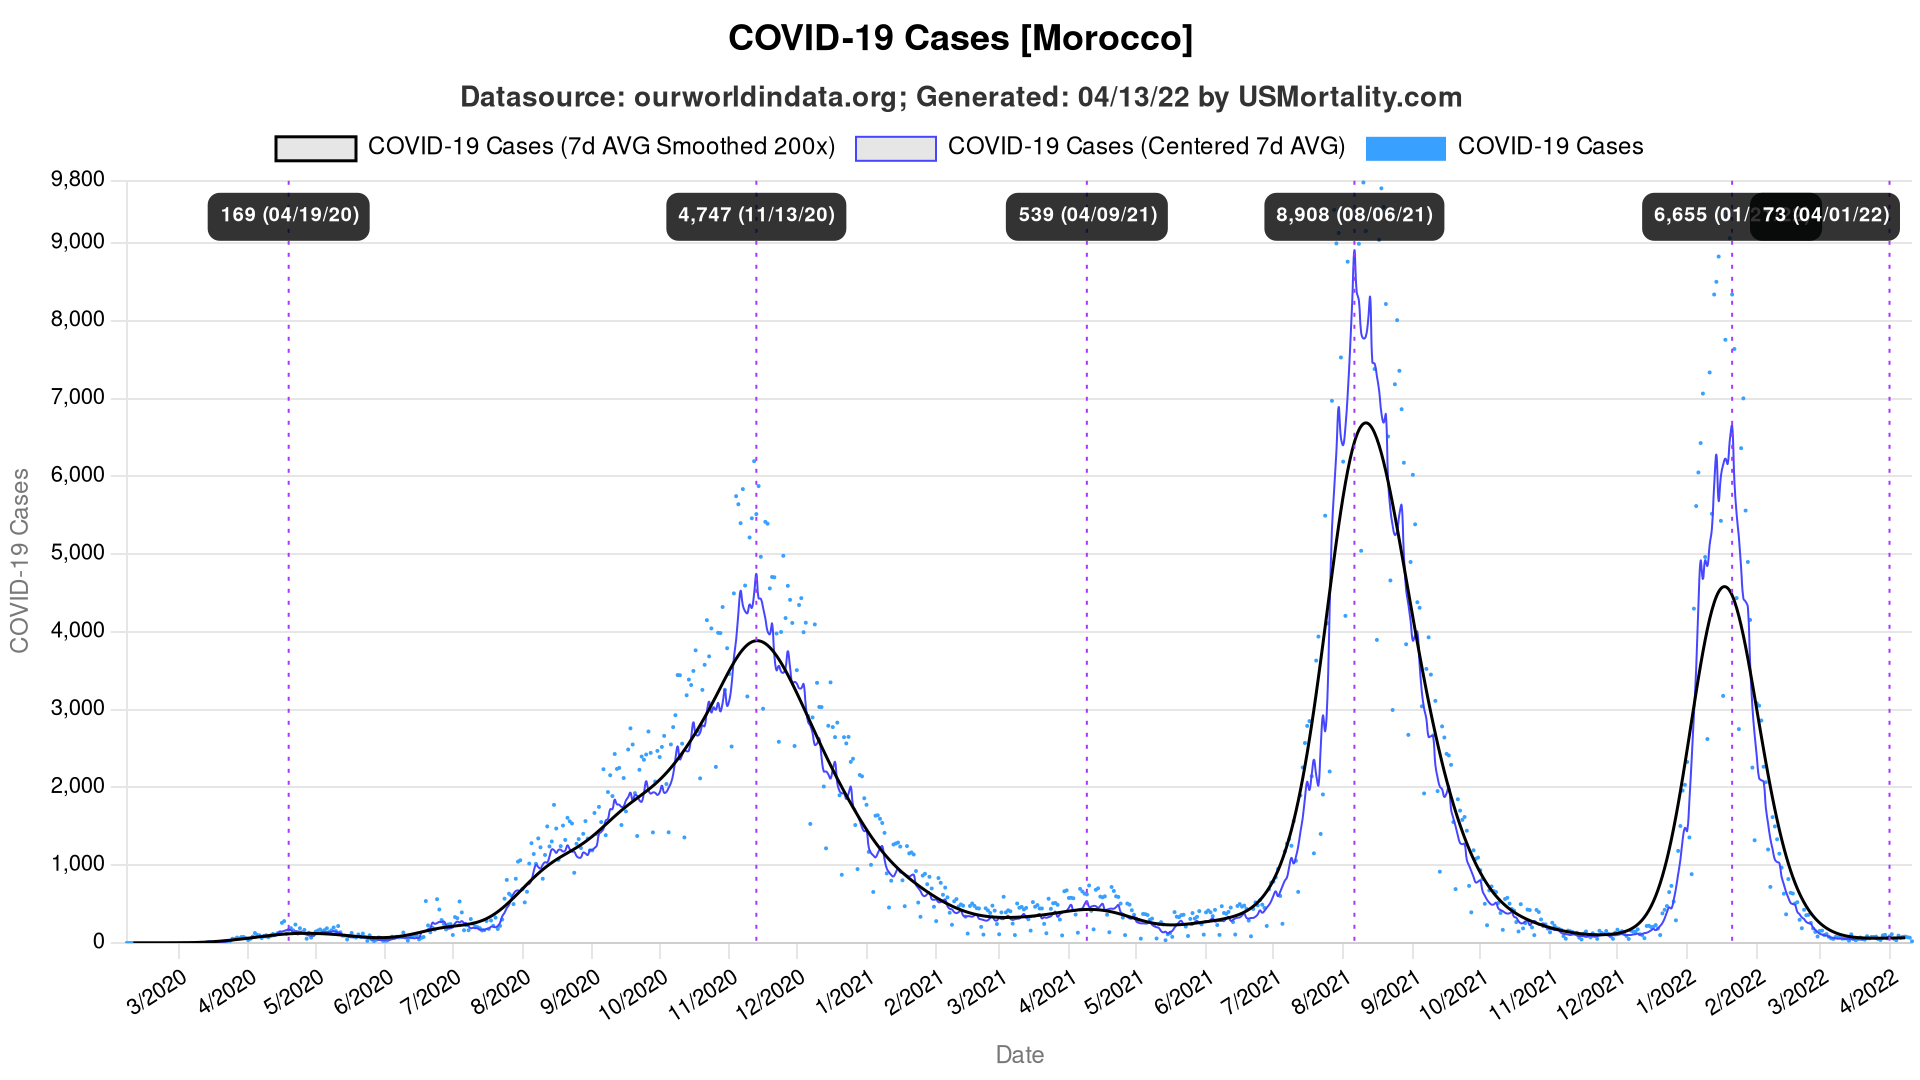 COVID-19 Cases [Morocco]
Datasource: ourworldindata.org; Generated: 04/13/22 by USMortality.com
COVID-19 Cases (7d AVG Smoothed 200x) COVID-19 Cases (Centered 7d AVG) COVID-19 Cases
169 (04/19/20) 4,747 (11/13/20) 539 (04/09/21) 8,908 (08/06/21) 6,655 (01/2 73 (04/01/22)
9,800
9,000
8,000
7,000
6,000
5,000
4,000
3,000
2,000
1,000
0
COVID-19 Cases
3/2020 4/2020 5/2020 6/2020 7/2020 8/2020 9/2020 10/2020 11/2020 12/2020 1/2021 2/2021 3/2021 4/2021 5/2021 6/2021 7/2021 8/2021 9/2021 10/2021 11/2021 12/2021 1/2022 2/2022 3/2022 4/2022
Date